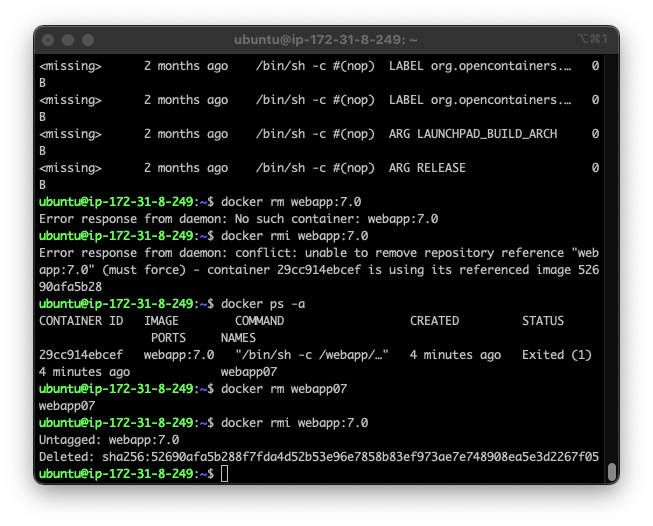 ubuntu@ip-172-31-8-249: ~
⌥⌘1
<missing>      2 months ago    /bin/sh -c #(nop)  LABEL org.opencontainers.…   0
B
<missing>      2 months ago    /bin/sh -c #(nop)  LABEL org.opencontainers.…   0
B
<missing>      2 months ago    /bin/sh -c #(nop)  ARG LAUNCHPAD_BUILD_ARCH     0
B
<missing>      2 months ago    /bin/sh -c #(nop)  ARG RELEASE                  0
B
ubuntu@ip-172-31-8-249:~$ docker rm webapp:7.0
Error response from daemon: No such container: webapp:7.0
ubuntu@ip-172-31-8-249:~$ docker rmi webapp:7.0
Error response from daemon: conflict: unable to remove repository reference "web
app:7.0" (must force) - container 29cc914ebcef is using its referenced image 526
90afa5b28
ubuntu@ip-172-31-8-249:~$ docker ps -a
CONTAINER ID   IMAGE        COMMAND                  CREATED         STATUS
                PORTS     NAMES
29cc914ebcef   webapp:7.0   "/bin/sh -c /webapp/…"   4 minutes ago   Exited (1)
4 minutes ago             webapp07
ubuntu@ip-172-31-8-249:~$ docker rm webapp07
webapp07
ubuntu@ip-172-31-8-249:~$ docker rmi webapp:7.0
Untagged: webapp:7.0
Deleted: sha256:52690afa5b288f7fda4d52b53e96e7858b83ef973ae7e748908ea5e3d2267f05
ubuntu@ip-172-31-8-249:~$